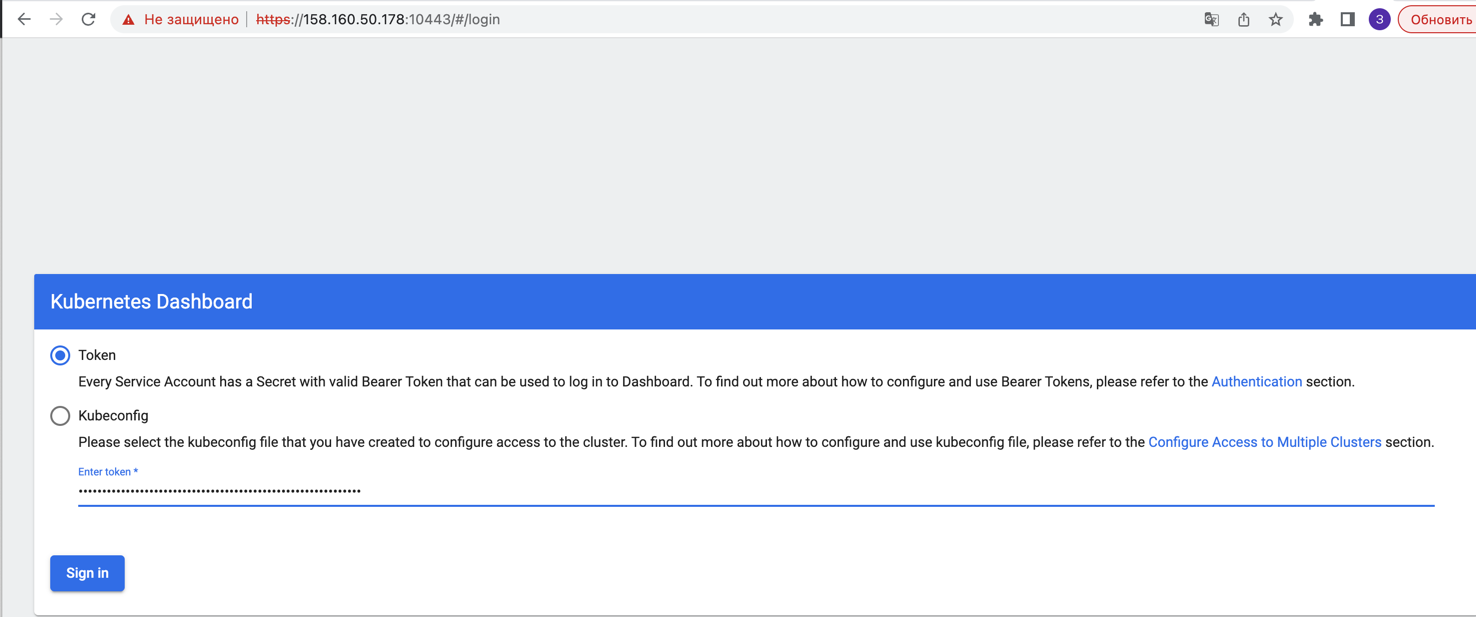 Не защищено https://158.160.50.178:10443/#/login З Обновить
Kubernetes Dashboard
Token
Every Service Account has a Secret with valid Bearer Token that can be used to log in to Dashboard. To find out more about how to configure and use Bearer Tokens, please refer to the Authentication section.
Kubeconfig
Please select the kubeconfig file that you have created to configure access to the cluster. To find out more about how to configure and use kubeconfig file, please refer to the Configure Access to Multiple Clusters section.
Enter token *
Sign in